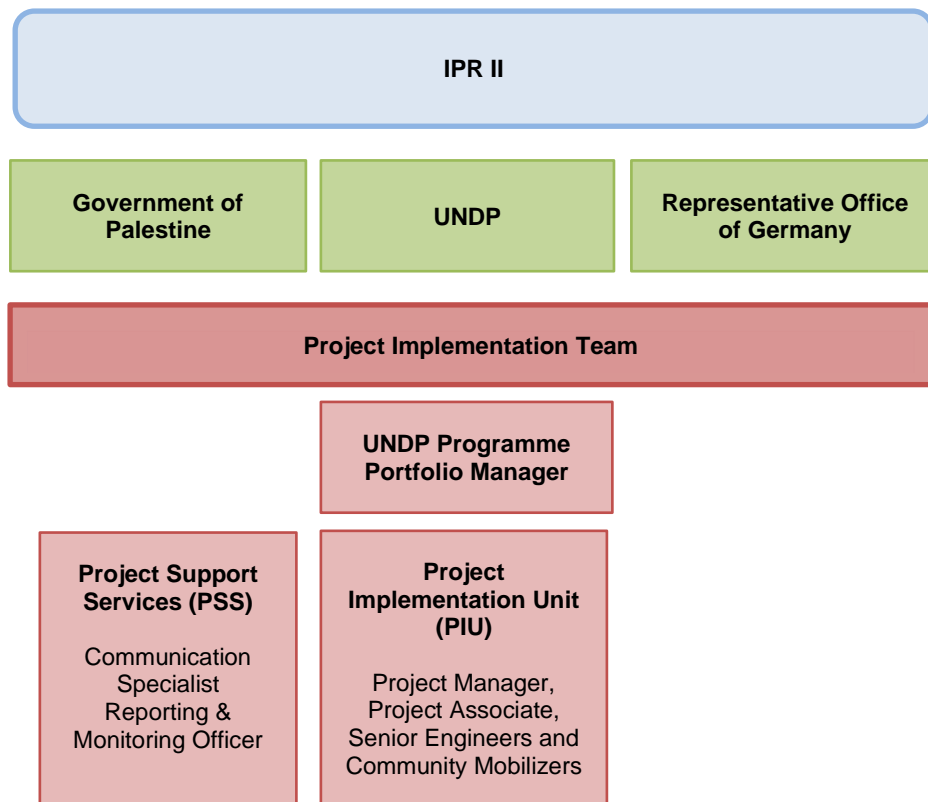 IPR II
Government of
Palestine
UNDP
Representative Office
of Germany
Project Implementation Team
UNDP Programme
Portfolio Manager
Project Support
Services (PSS)
Communication
Specialist
Reporting &
Monitoring Officer
Project
Implementation Unit
(PIU)
Project Manager,
Project Associate,
Senior Engineers and
Community Mobilizers